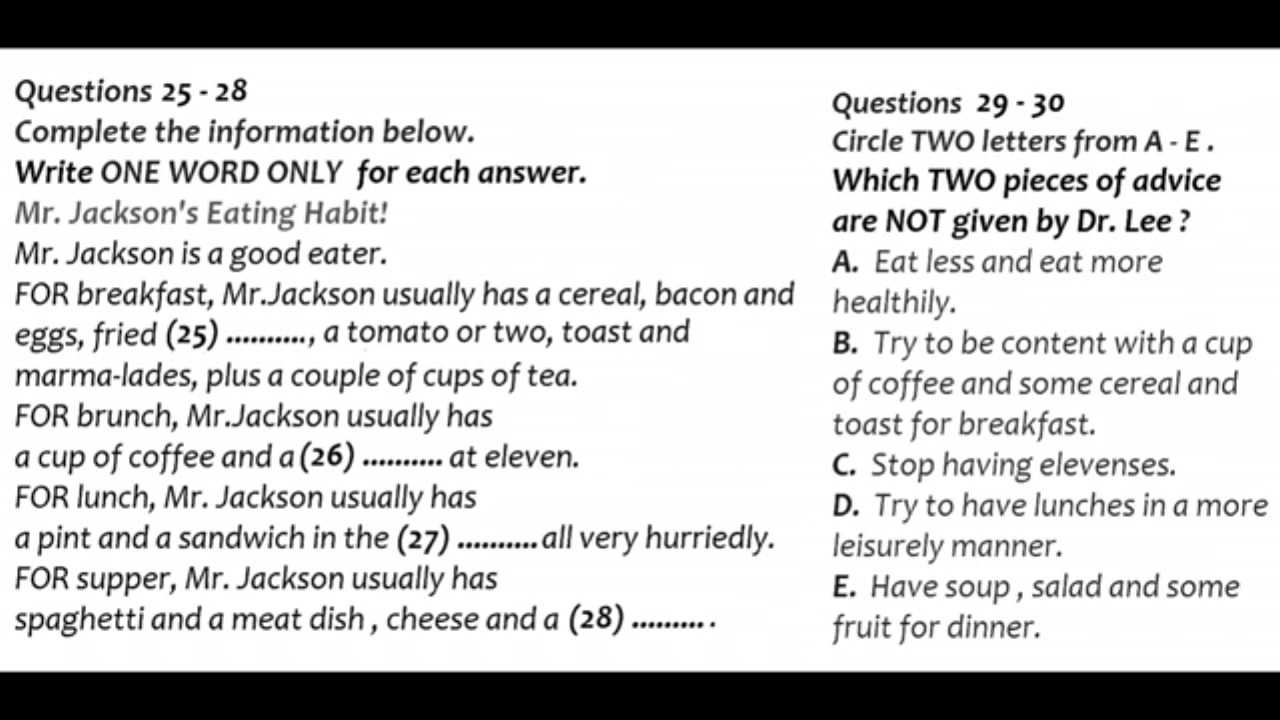 Questions 25 - 28
Complete the information below.
Write ONE WORD ONLY for each answer.
Mr. Jackson's Eating Habit!
Mr. Jackson is a good eater.
FOR breakfast, Mr.Jackson usually has a cereal, bacon and
eggs, fried (25) .........., a tomato or two, toast and
marma-lades, plus a couple of cups of tea.
FOR brunch, Mr.Jackson usually has
a cup of coffee and a (26) .......... at eleven.
FOR lunch, Mr. Jackson usually has
a pint and a sandwich in the (27) .......... all very hurriedly.
FOR supper, Mr. Jackson usually has
spaghetti and a meat dish , cheese and a (28) ......... .
Questions 29 - 30
Circle TWO letters from A - E .
Which TWO pieces of advice
are NOT given by Dr. Lee ?
A. Eat less and eat more
healthily.
B. Try to be content with a cup
of coffee and some cereal and
toast for breakfast.
C. Stop having elevenses.
D. Try to have lunches in a more
leisurely manner.
E. Have soup , salad and some
fruit for dinner.